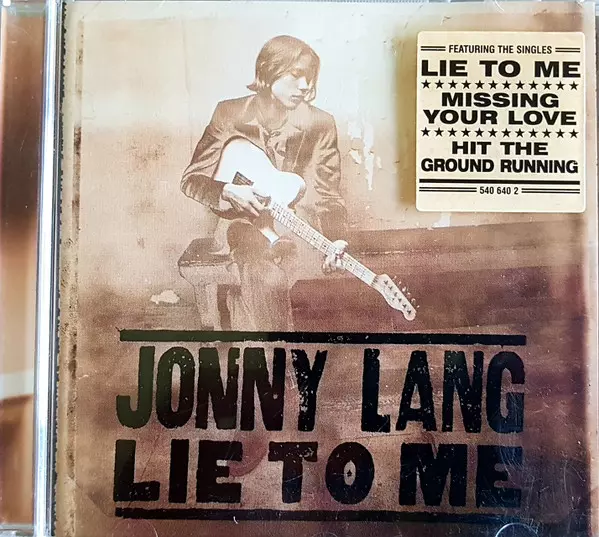 FEATURING THE SINGLES
LIE TO ME
MISSING
YOUR LOVE
HIT THE
GROUND RUNNING
540 640 2
JONNY LANG
LIE TO ME